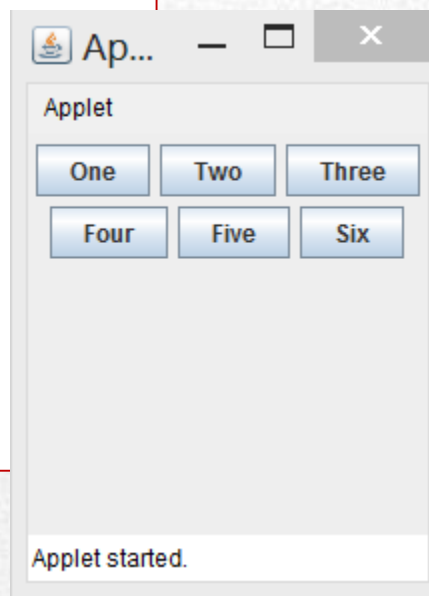 Ap...
Applet
One Two Three
Four Five Six
Applet started.